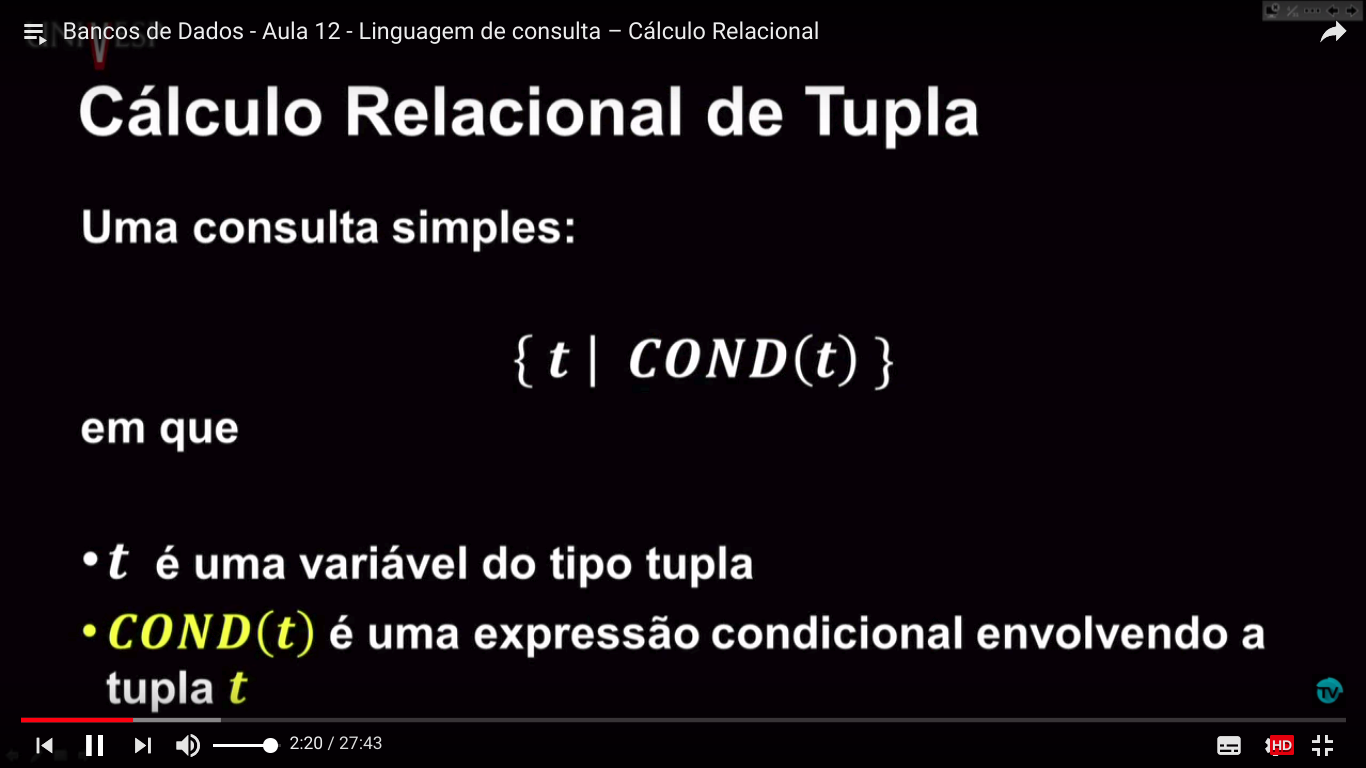 Bancos de Dados - Aula 12 - Linguagem de consulta – Cálculo Relacional
Cálculo Relacional de Tupla
Uma consulta simples:
{ t | COND(t) }
em que
• t é uma variável do tipo tupla
• COND(t) é uma expressão condicional envolvendo a
tupla t
TV
2:20 / 27:43
HD